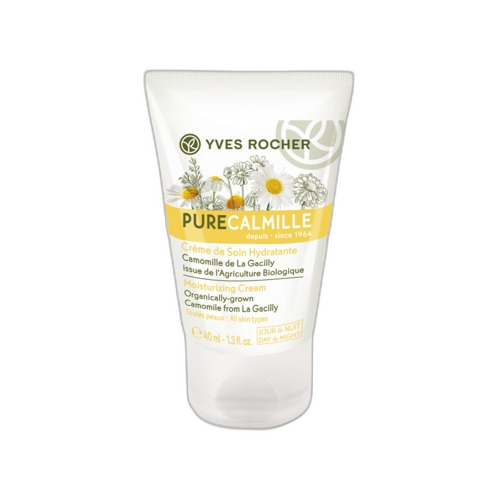 YVES ROCHER
PURECALMILLE
depuis • since 1964
Crème de Soin Hydratante
Camomille de La Gacilly
issue de l'Agriculture Biologique
Moisturizing Cream
Organically-grown
Camomile from La Gacilly
Toutes peaux • All skin types
JOUR & NUIT
DAY & NIGHT
℮ 40 ml - 1.3 fl. oz.